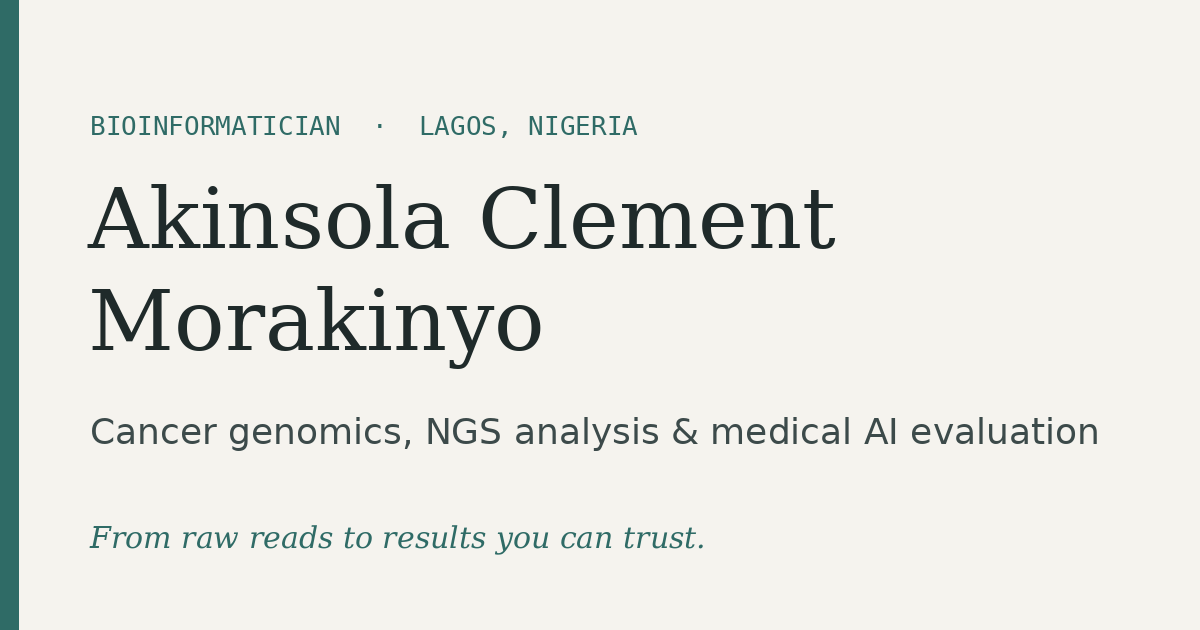 BIOINFORMATICIAN · LAGOS, NIGERIA
Akinsola Clement
Morakinyo
Cancer genomics, NGS analysis & medical AI evaluation
From raw reads to results you can trust.